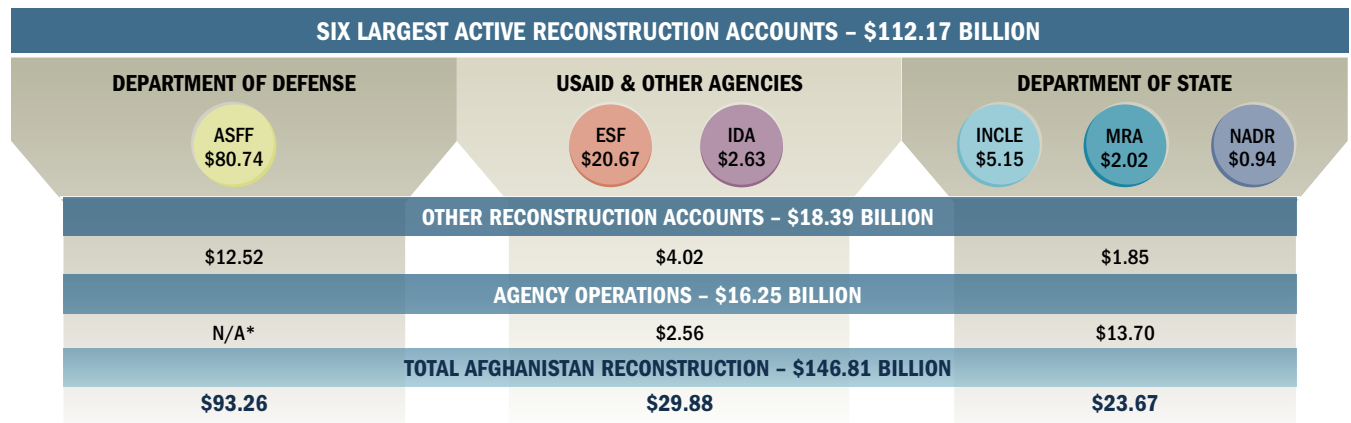 SIX LARGEST ACTIVE RECONSTRUCTION ACCOUNTS – $112.17 BILLION
DEPARTMENT OF DEFENSE
USAID & OTHER AGENCIES
DEPARTMENT OF STATE
ASFF
$80.74
ESF
$20.67
IDA
$2.63
INCLE
$5.15
MRA
$2.02
NADR
$0.94
OTHER RECONSTRUCTION ACCOUNTS – $18.39 BILLION
$12.52
$4.02
$1.85
AGENCY OPERATIONS – $16.25 BILLION
N/A*
$2.56
$13.70
TOTAL AFGHANISTAN RECONSTRUCTION – $146.81 BILLION
$93.26
$29.88
$23.67